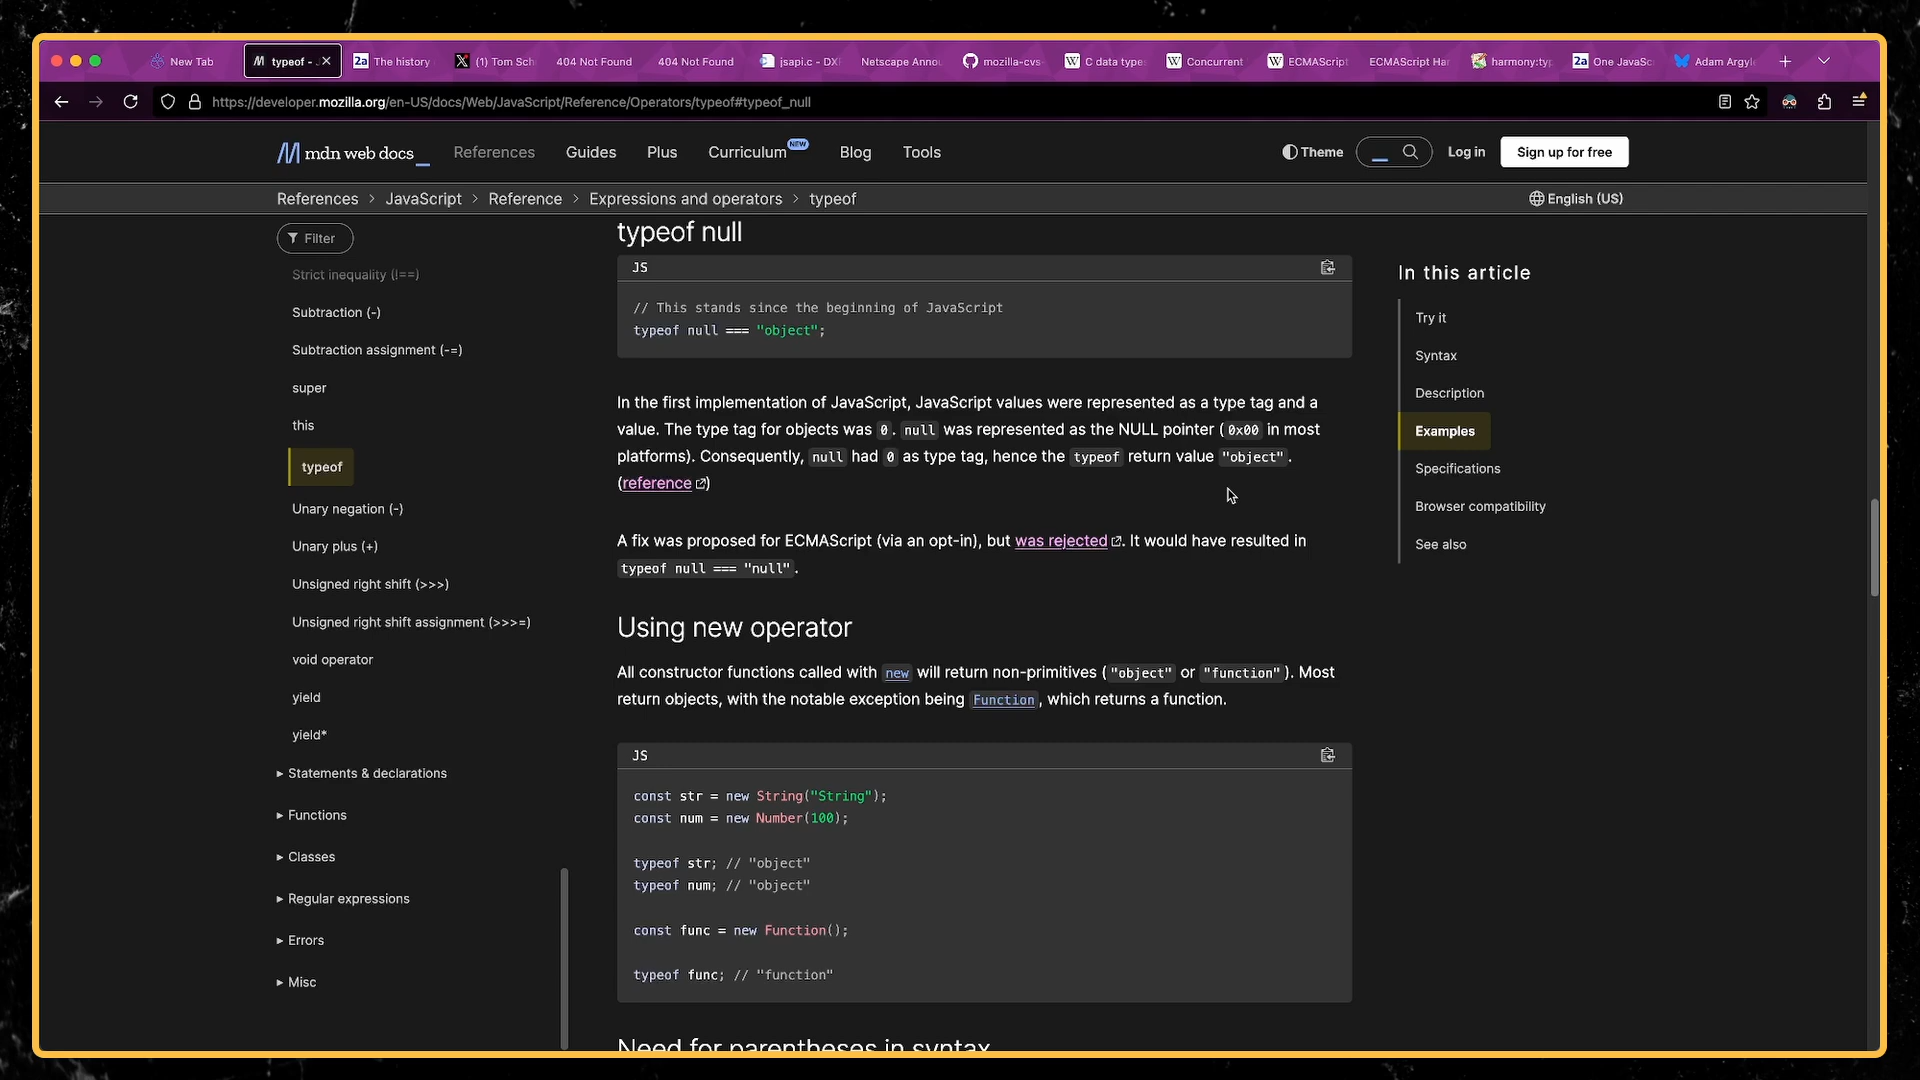 New Tab
typeof -
The history
(1) Tom Sch
404 Not Found
404 Not Found
jsapi.c - DX
Netscape Annou
mozilla-cvs-
C data type
Concurrent
ECMAScript
ECMAScript Har
harmony:typ
One JavaSc
Adam Argyle
https://developer.mozilla.org/en-US/docs/Web/JavaScript/Reference/Operators/typeof#typeof_null
mdn web docs_
References
Guides
Plus
Curriculum NEW
Blog
Tools
Theme
Log in
Sign up for free
References > JavaScript > Reference > Expressions and operators > typeof
English (US)
Filter
Strict inequality (!==)
Subtraction (-)
Subtraction assignment (-=)
super
this
typeof
Unary negation (-)
Unary plus (+)
Unsigned right shift (>>>)
Unsigned right shift assignment (>>>=)
void operator
yield
yield*
Statements & declarations
Functions
Classes
Regular expressions
Errors
Misc
typeof null
JS
// This stands since the beginning of JavaScript
typeof null === "object";
In the first implementation of JavaScript, JavaScript values were represented as a type tag and a
value. The type tag for objects was 0. null was represented as the NULL pointer (0x00 in most
platforms). Consequently, null had 0 as type tag, hence the typeof return value "object".
(reference)
A fix was proposed for ECMAScript (via an opt-in), but was rejected. It would have resulted in
typeof null === "null".
Using new operator
All constructor functions called with new will return non-primitives ("object" or "function"). Most
return objects, with the notable exception being Function, which returns a function.
JS
const str = new String("String");
const num = new Number(100);
typeof str; // "object"
typeof num; // "object"
const func = new Function();
typeof func; // "function"
Need for parentheses in syntax
In this article
Try it
Syntax
Description
Examples
Specifications
Browser compatibility
See also